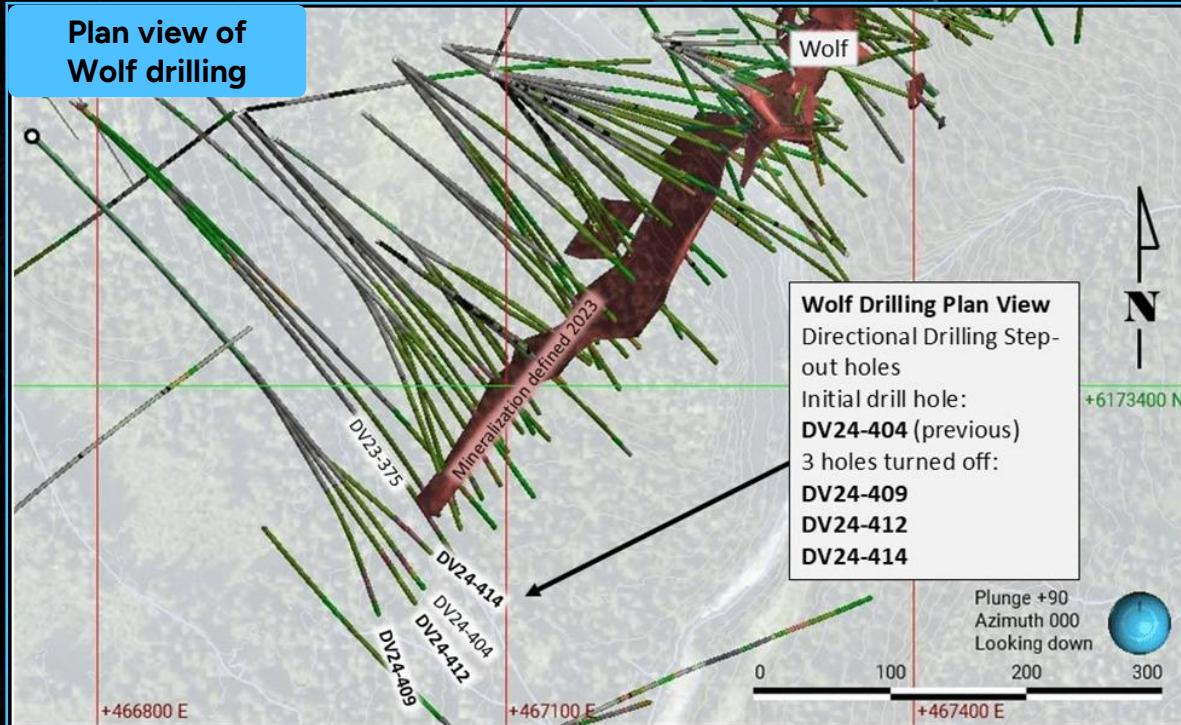 Plan view of
Wolf drilling
Wolf
Mineralization defined 2023
Wolf Drilling Plan View
Directional Drilling Step-
out holes
Initial drill hole:
DV24-404 (previous)
3 holes turned off:
DV24-409
DV24-412
DV24-414
N
+6173400 N
DV23-375
DV24-414
DV24-404
DV24-412
DV24-409
Plunge +90
Azimuth 000
Looking down
0 100 200 300
+466800 E
+467100 E
+467400 E